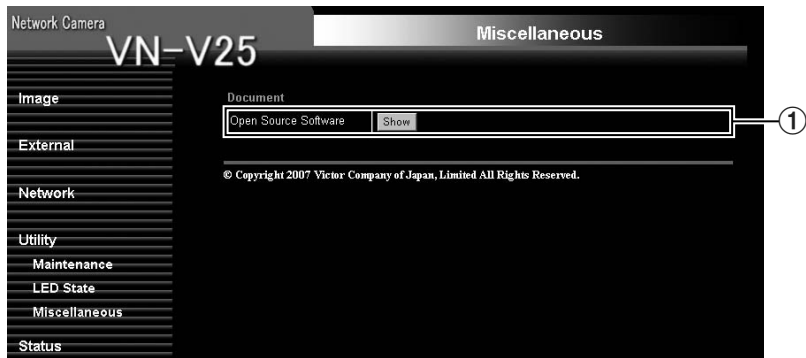 Network Camera
VN-V25
Miscellaneous
Image
External
Network
Utility
Maintenance
LED State
Miscellaneous
Status
Document
Open Source Software
Show
© Copyright 2007 Victor Company of Japan, Limited All Rights Reserved.
①